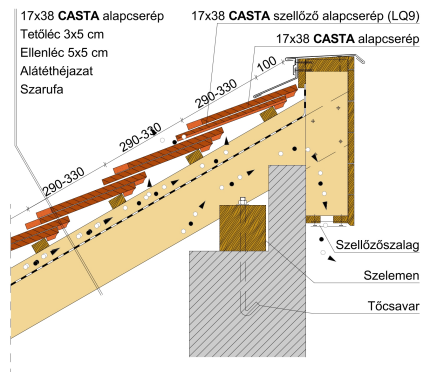 17x38 CASTA alapcserép
Tetőléc 3x5 cm
Ellenléc 5x5 cm
Alátéthéjazat
Szarufa
17x38 CASTA szellőző alapcserép (LQ9)
17x38 CASTA alapcserép
100
290-330
290-330
290-330
Szellőzőszalag
Szelemen
Tőcsavar